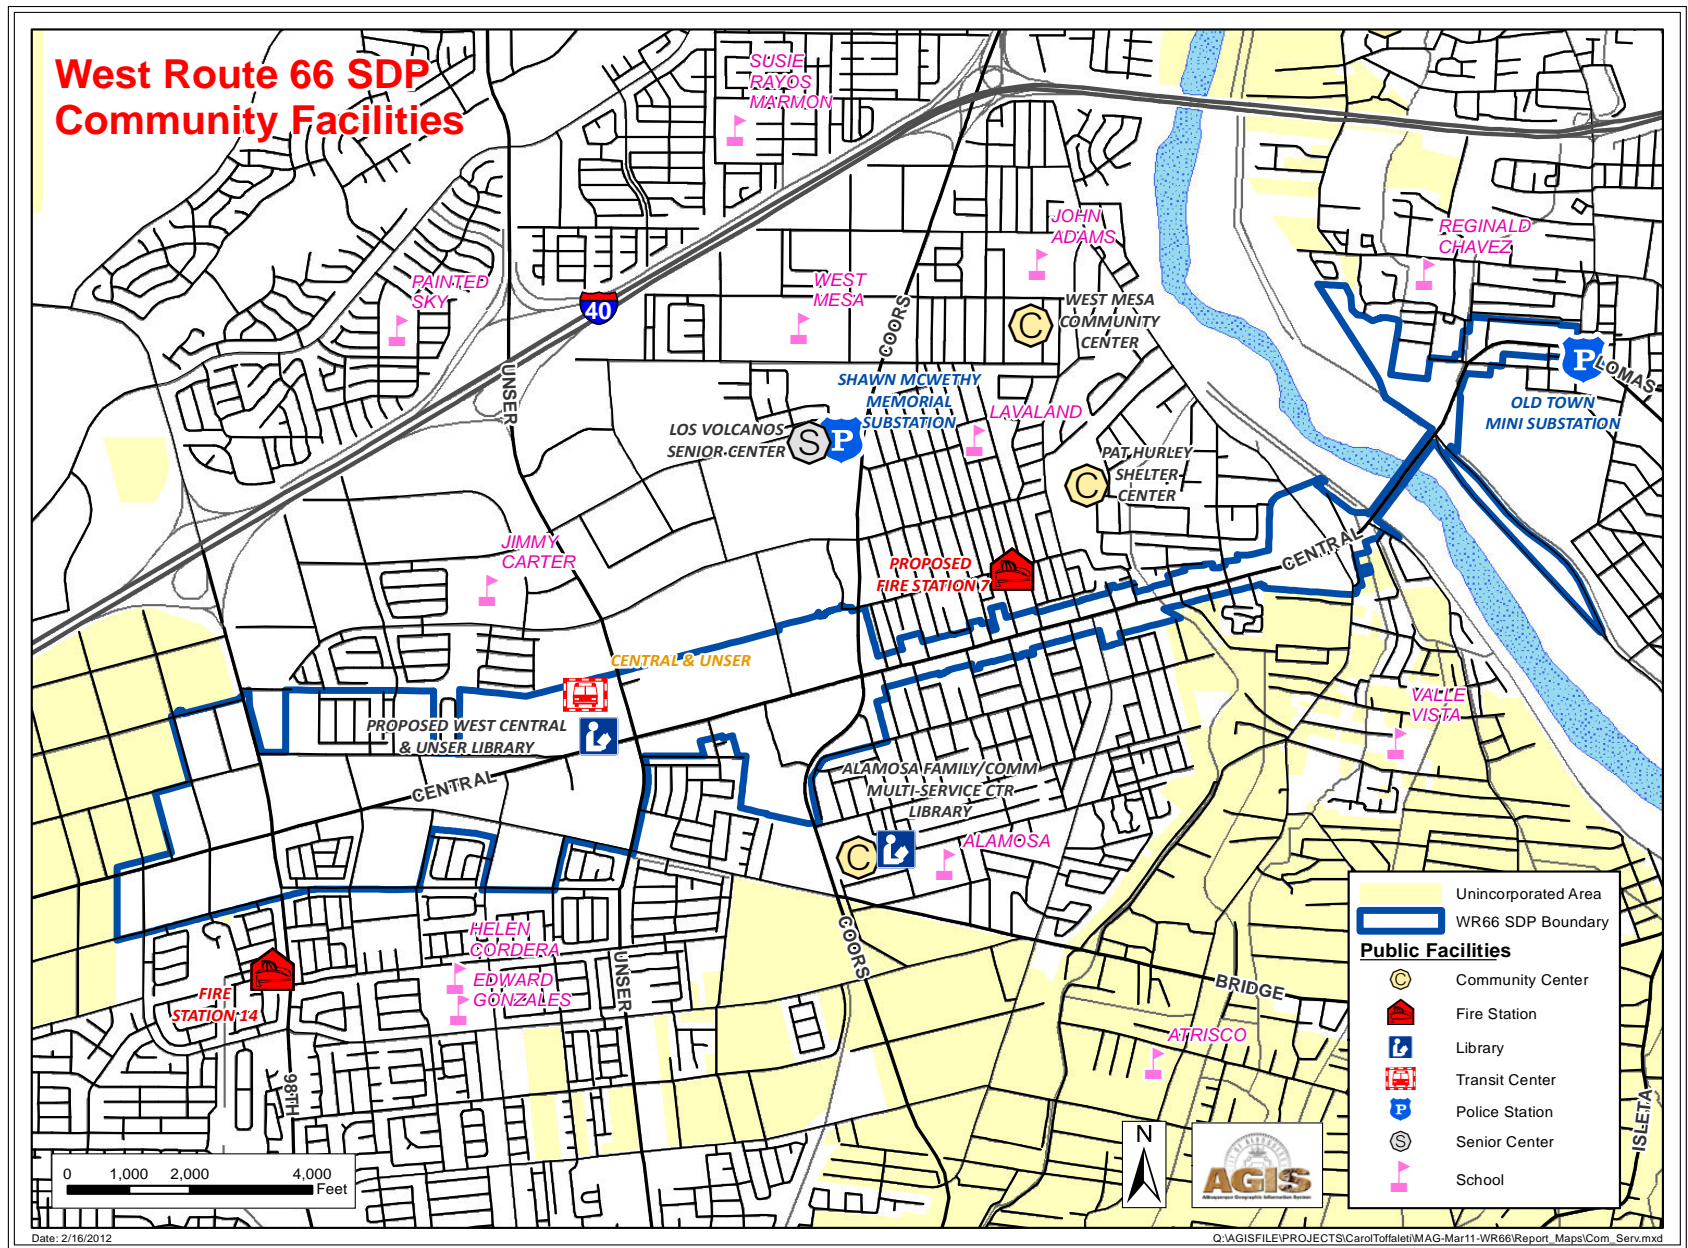 West Route 66 SDP
Community Facilities
SUSIE
RAYOS
MARMON
COORS
JOHN
ADAMS
REGINALD
CHAVEZ
PAINTED
SKY
WEST
MESA
40
WEST MESA
COMMUNITY
CENTER
C
COORS
UNSER
P
LOMAS
SHAWN MCWETHY
MEMORIAL
SUBSTATION
LAVALAND
OLD TOWN
MINI SUBSTATION
LOS VOLCANOS
SENIOR CENTER
S
P
PAT HURLEY
SHELTER
CENTER
C
JIMMY
CARTER
PROPOSED
FIRE STATION 7
CENTRAL
CENTRAL & UNSER
VALLE
VISTA
PROPOSED WEST CENTRAL
& UNSER LIBRARY
CENTRAL
ALAMOSA FAMILY/COMM
MULTI-SERVICE CTR
LIBRARY
C
ALAMOSA
HELEN
CORDERA
EDWARD
GONZALES
UNSER
COORS
FIRE
STATION 14
BRIDGE
ATRISCO
98TH
ISLETA
Unincorporated Area
WR66 SDP Boundary
Public Facilities
C Community Center
Fire Station
Library
Transit Center
P Police Station
S Senior Center
School
N
AGIS
Albuquerque Geographic Information System
0 1,000 2,000 4,000
Feet
Date: 2/16/2012
Q:\AGISFILE\PROJECTS\CarolToffaleti\MAG-Mar11-WR66\Report_Maps\Com_Serv.mxd